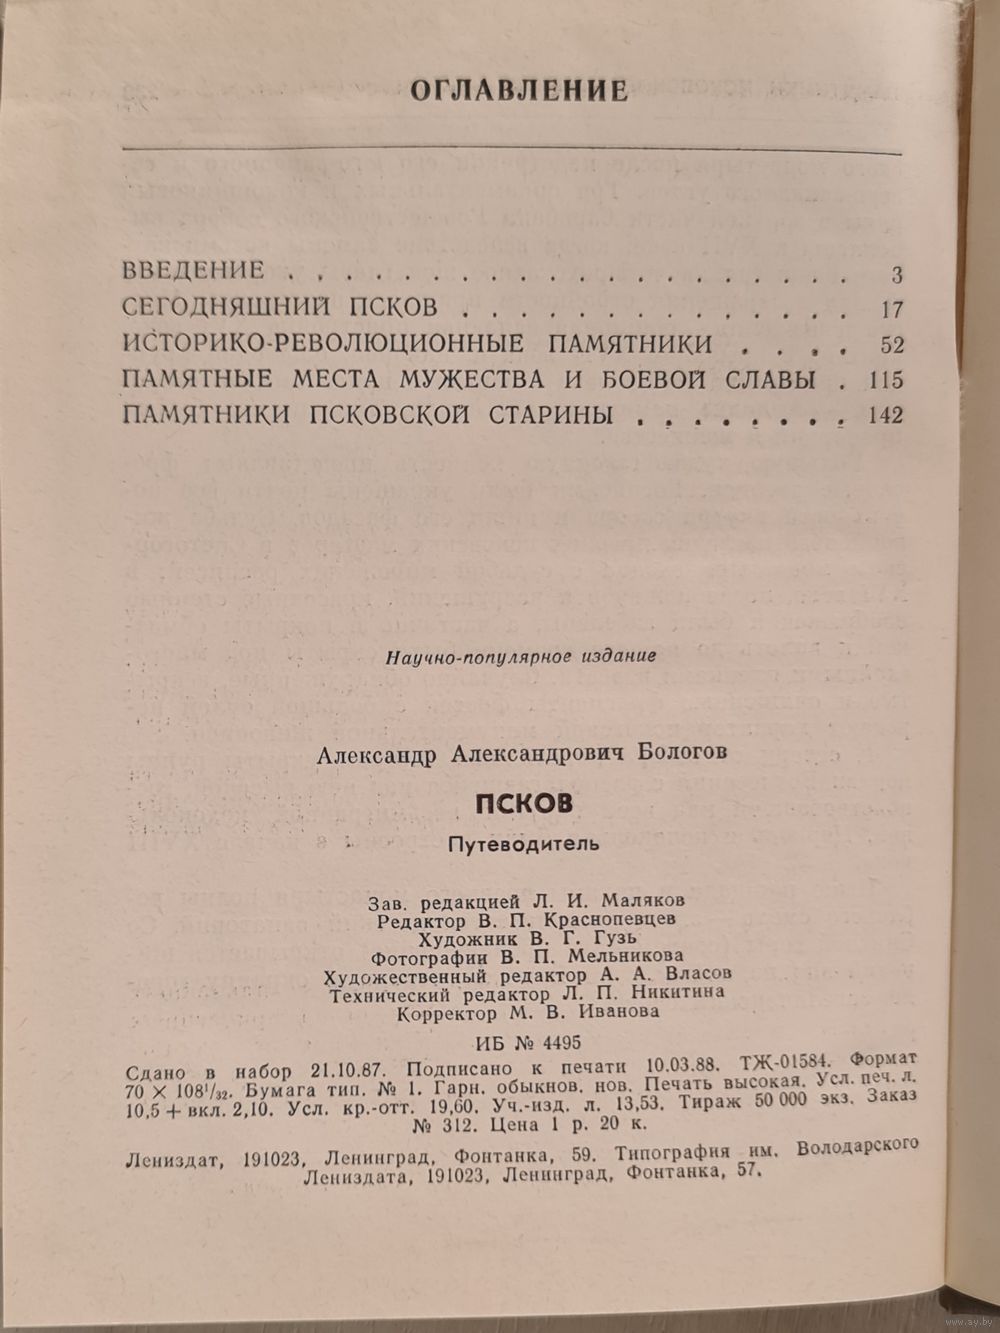 ОГЛАВЛЕНИЕ
ВВЕДЕНИЕ . . . . . . . . . . . . . . . . . . . . 3
СЕГОДНЯШНИЙ ПСКОВ . . . . . . . . . . . . . . 17
ИСТОРИКО-РЕВОЛЮЦИОННЫЕ ПАМЯТНИКИ . . . . 52
ПАМЯТНЫЕ МЕСТА МУЖЕСТВА И БОЕВОЙ СЛАВЫ . 115
ПАМЯТНИКИ ПСКОВСКОЙ СТАРИНЫ . . . . . . . . 142
Научно-популярное издание
Александр Александрович Бологов
ПСКОВ
Путеводитель
Зав. редакцией Л. И. Маляков
Редактор В. П. Краснопевцев
Художник В. Г. Гузь
Фотографии В. П. Мельникова
Художественный редактор А. А. Власов
Технический редактор Л. П. Никитина
Корректор М. В. Иванова
ИБ № 4495
Сдано в набор 21.10.87. Подписано к печати 10.03.88. ТЖ-01584. Формат
70 × 108¹/₃₂. Бумага тип. № 1. Гарн. обыкнов. нов. Печать высокая. Усл. печ. л.
10,5 + вкл. 2,10. Усл. кр.-отт. 19,60. Уч.-изд. л. 13,53. Тираж 50 000 экз. Заказ
№ 312. Цена 1 р. 20 к.
Лениздат, 191023, Ленинград, Фонтанка, 59. Типография им. Володарского
Лениздата, 191023, Ленинград, Фонтанка, 57.
www.ay.by